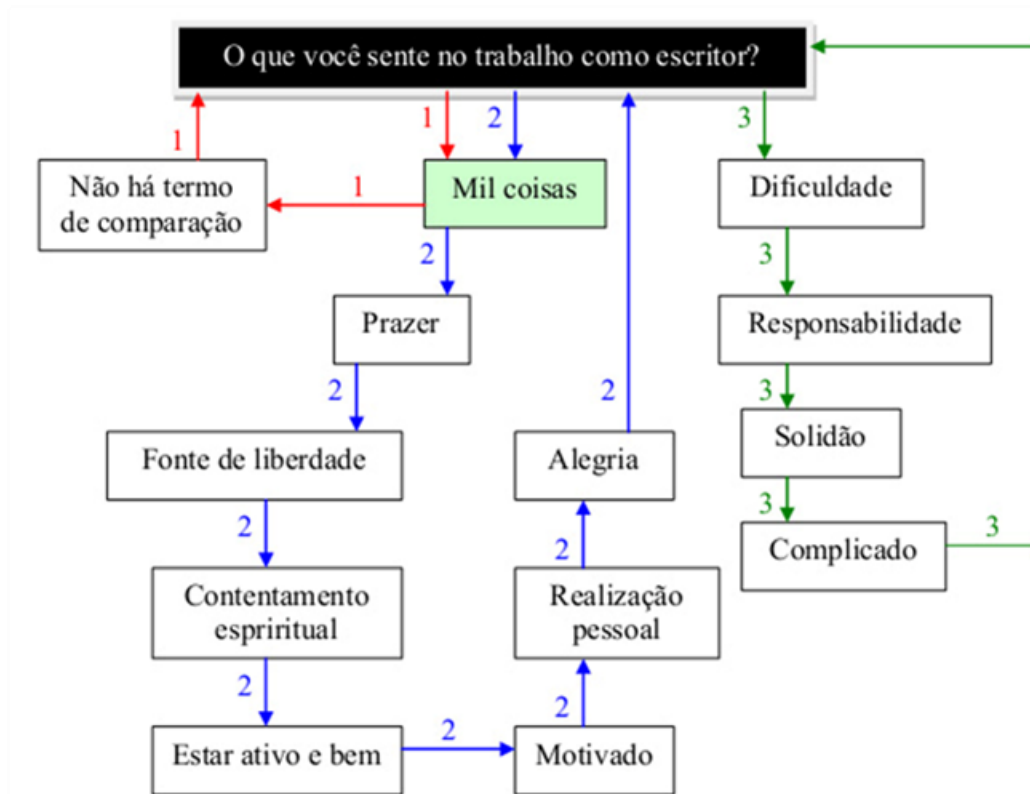 O que você sente no trabalho como escritor?
1
1
2
3
Não há termo
de comparação
1
Mil coisas
Dificuldade
2
3
Prazer
Responsabilidade
2
2
3
Fonte de liberdade
Alegria
Solidão
2
2
3
Contentamento
espriritual
Realização
pessoal
Complicado
3
2
2
Estar ativo e bem
2
Motivado